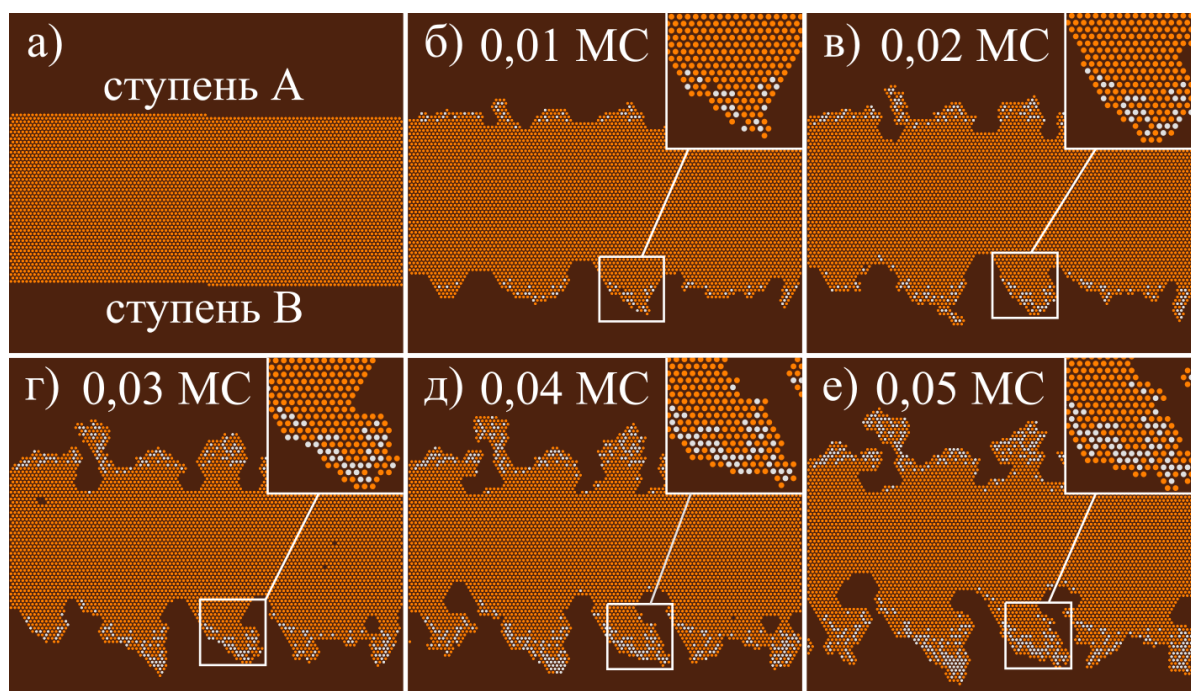 а)
ступень А
ступень В
б) 0,01 МС
в) 0,02 МС
г) 0,03 МС
д) 0,04 МС
е) 0,05 МС